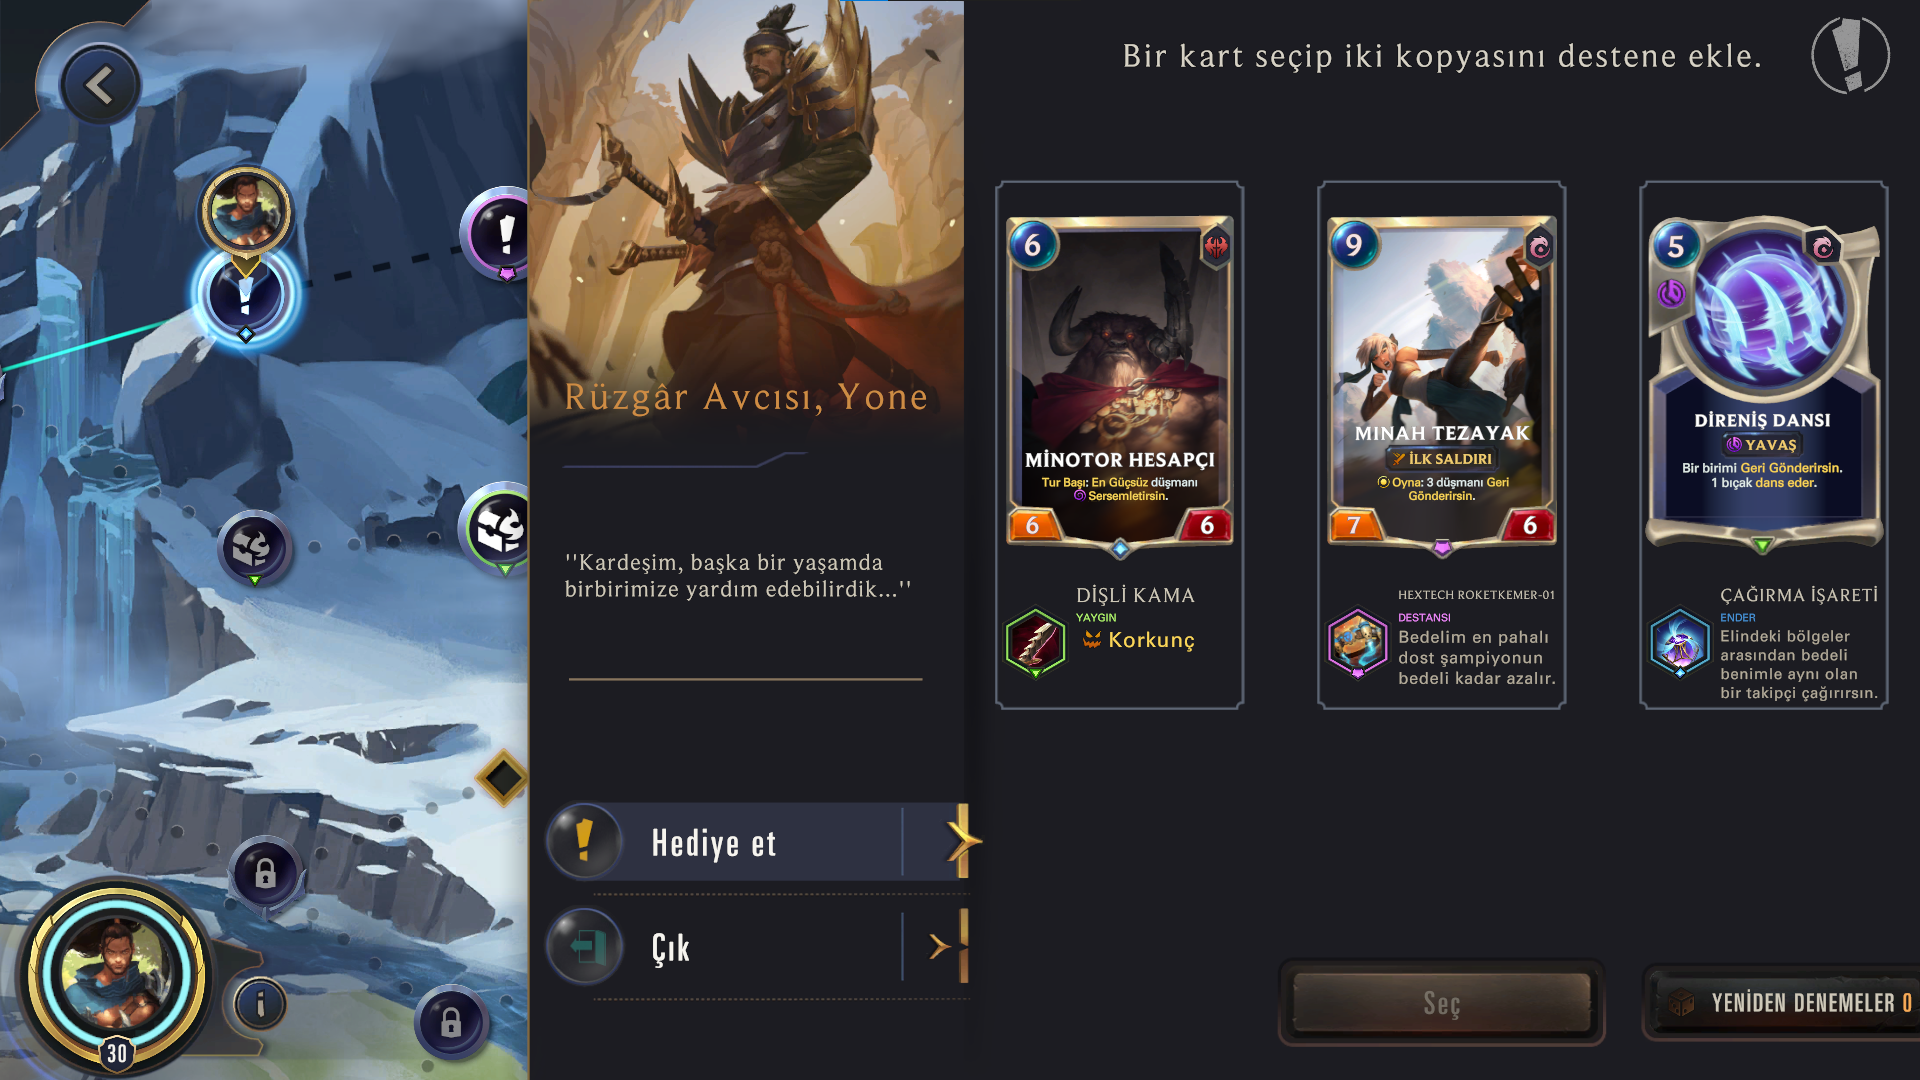 Bir kart seçip iki kopyasını destene ekle.
Rüzgâr Avcısı, Yone
''Kardeşim, başka bir yaşamda
birbirimize yardım edebilirdik...''
Hediye et
Çık
30
6
MİNOTOR HESAPÇI
Tur Başı: En Güçsüz düşmanı
Sersemletirsin.
6
6
DİŞLİ KAMA
YAYGIN
Korkunç
9
MINAH TEZAYAK
İLK SALDIRI
Oyna: 3 düşmanı Geri
Gönderirsin.
7
6
HEXTECH ROKETKEMER-01
DESTANSI
Bedelim en pahalı
dost şampiyonun
bedeli kadar azalır.
5
DİRENİŞ DANSI
YAVAŞ
Bir birimi Geri Gönderirsin.
1 bıçak dans eder.
ÇAĞIRMA İŞARETİ
ENDER
Elindeki bölgeler
arasından bedeli
benimle aynı olan
bir takipçi çağırırsın.
Seç
YENİDEN DENEMELER 0